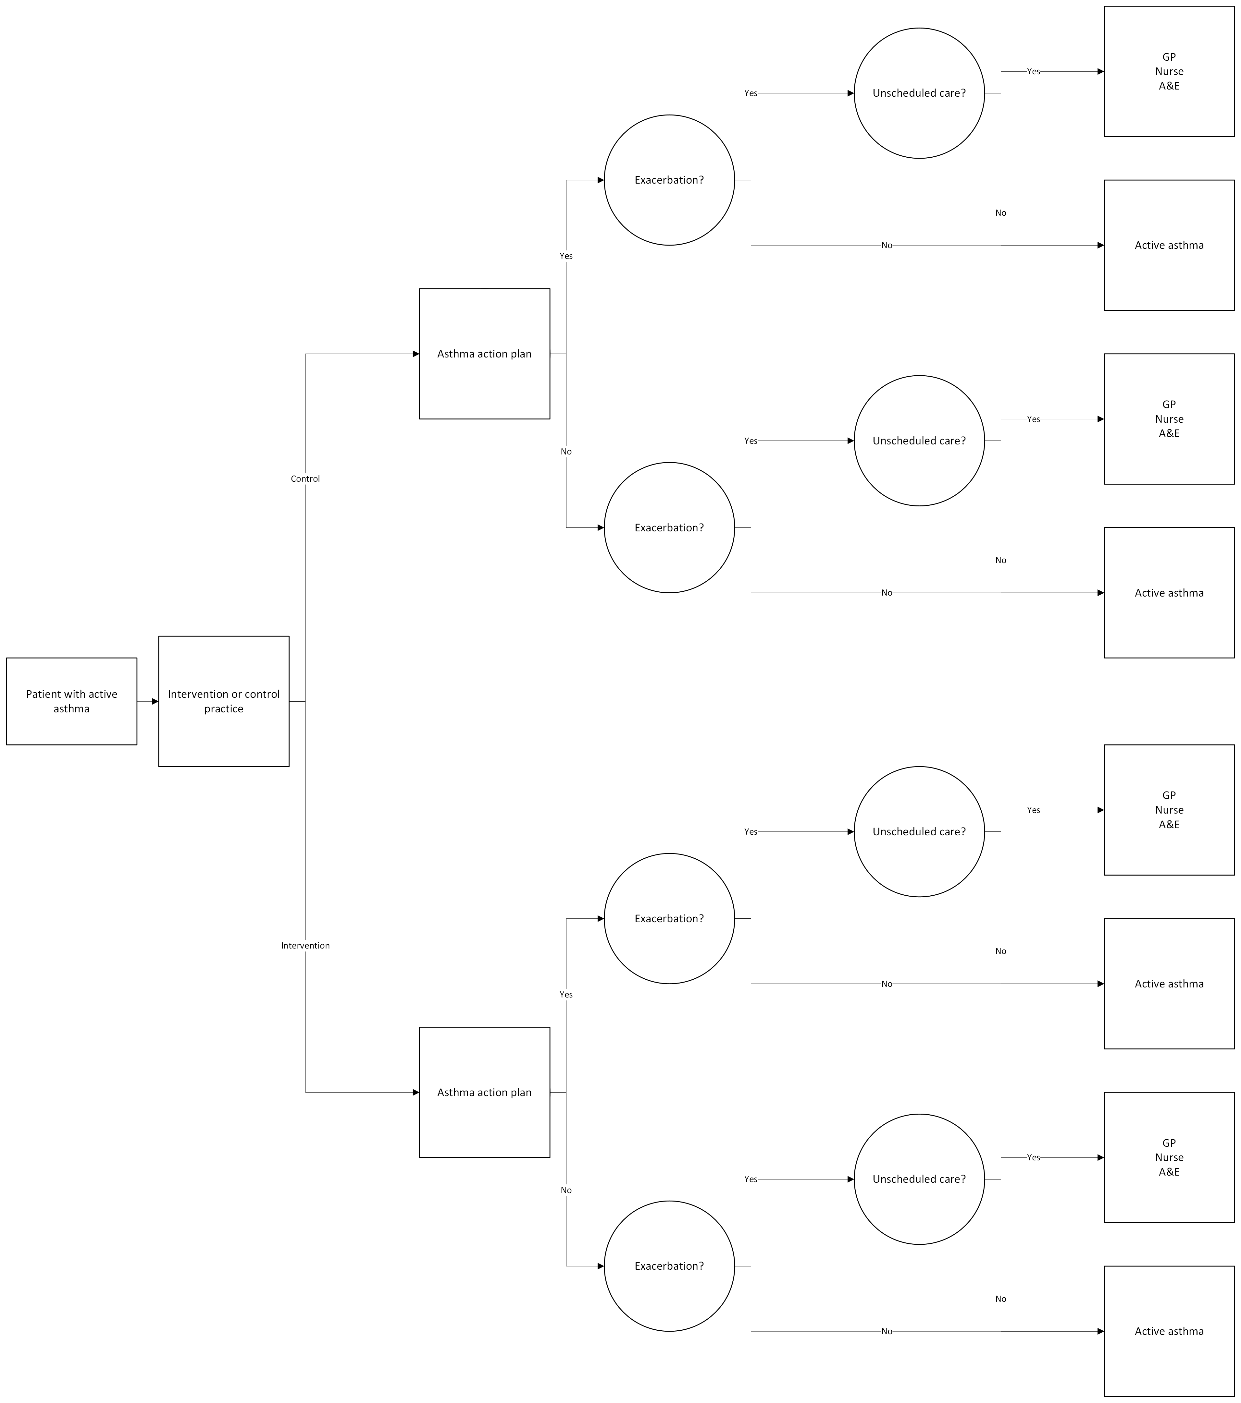 GP
Nurse
A&E
Yes
Yes
Unscheduled care?
Exacerbation?
No
No
Active asthma
Yes
Asthma action plan
GP
Nurse
A&E
Yes
Yes
Unscheduled care?
No
Control
Exacerbation?
No
No
Active asthma
Patient with active
asthma
Intervention or control
practice
GP
Nurse
A&E
Yes
Yes
Unscheduled care?
Exacerbation?
Intervention
No
No
Active asthma
Yes
Asthma action plan
GP
Nurse
A&E
Yes
Yes
Unscheduled care?
No
Exacerbation?
No
No
Active asthma